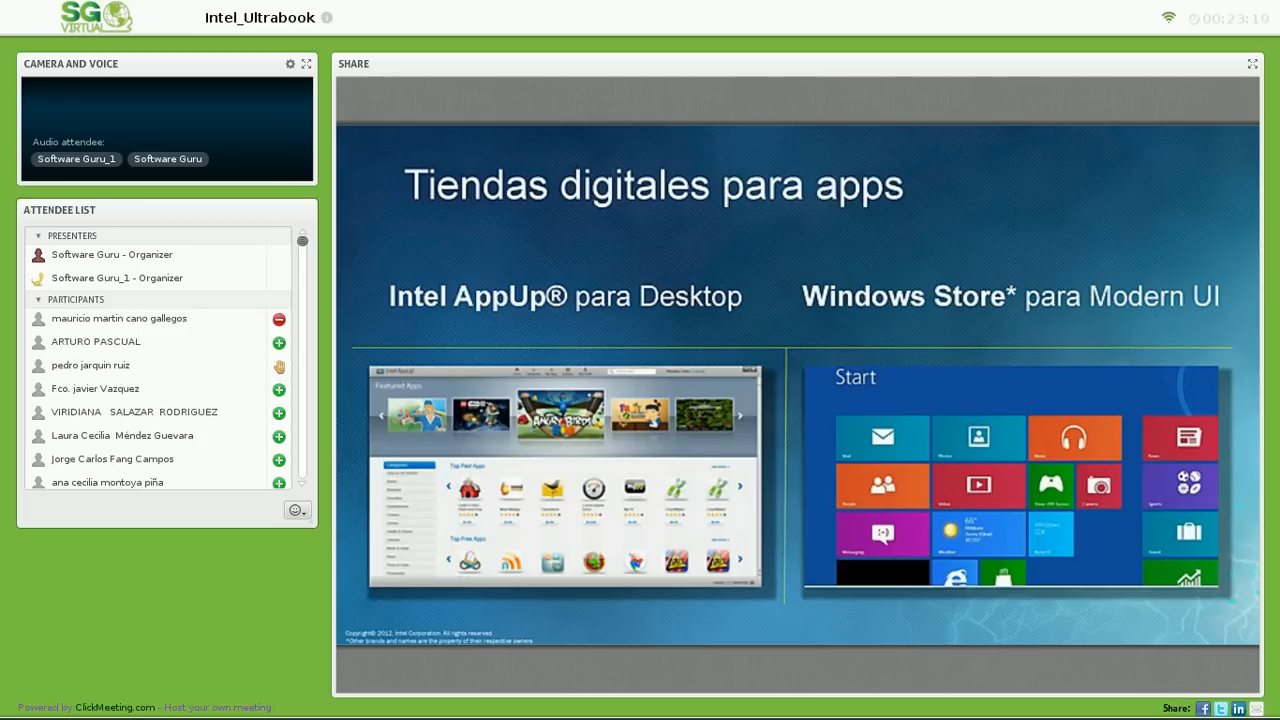 SG
VIRTUAL
Intel_Ultrabook
00:23:19
CAMERA AND VOICE
SHARE
Audio attendee:
Software Guru_1 Software Guru
ATTENDEE LIST
PRESENTERS
Software Guru - Organizer
Software Guru_1 - Organizer
PARTICIPANTS
mauricio martin cano gallegos
ARTURO PASCUAL
pedro jarquin ruiz
Fco. javier Vazquez
VIRIDIANA SALAZAR RODRIGUEZ
Laura Cecilia Méndez Guevara
Jorge Carlos Fang Campos
ana cecilia montoya piña
Tiendas digitales para apps
Intel AppUp® para Desktop
Windows Store* para Modern UI
Featured Apps
ANGRY BIRDS
Top Paid Apps
Top Free Apps
Start
Copyright© 2012, Intel Corporation. All rights reserved
*Other brands and names are the property of their respective owners
Powered by ClickMeeting.com - Host your own meeting
Share: